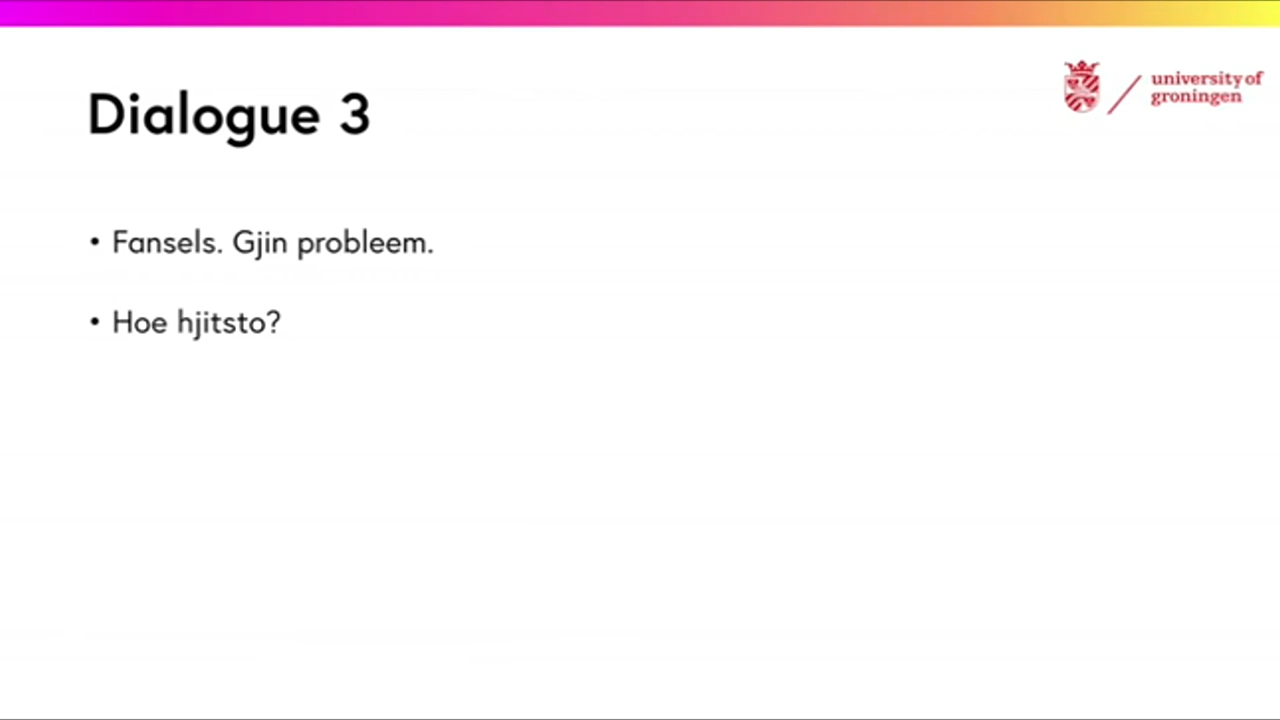 Dialogue 3
university of
groningen
• Fansels. Gjin probleem.
• Hoe hjitsto?